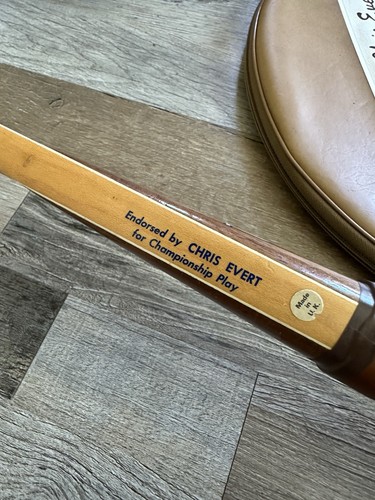 Endorsed by CHRIS EVERT
for Championship Play
Made
in
U.K.